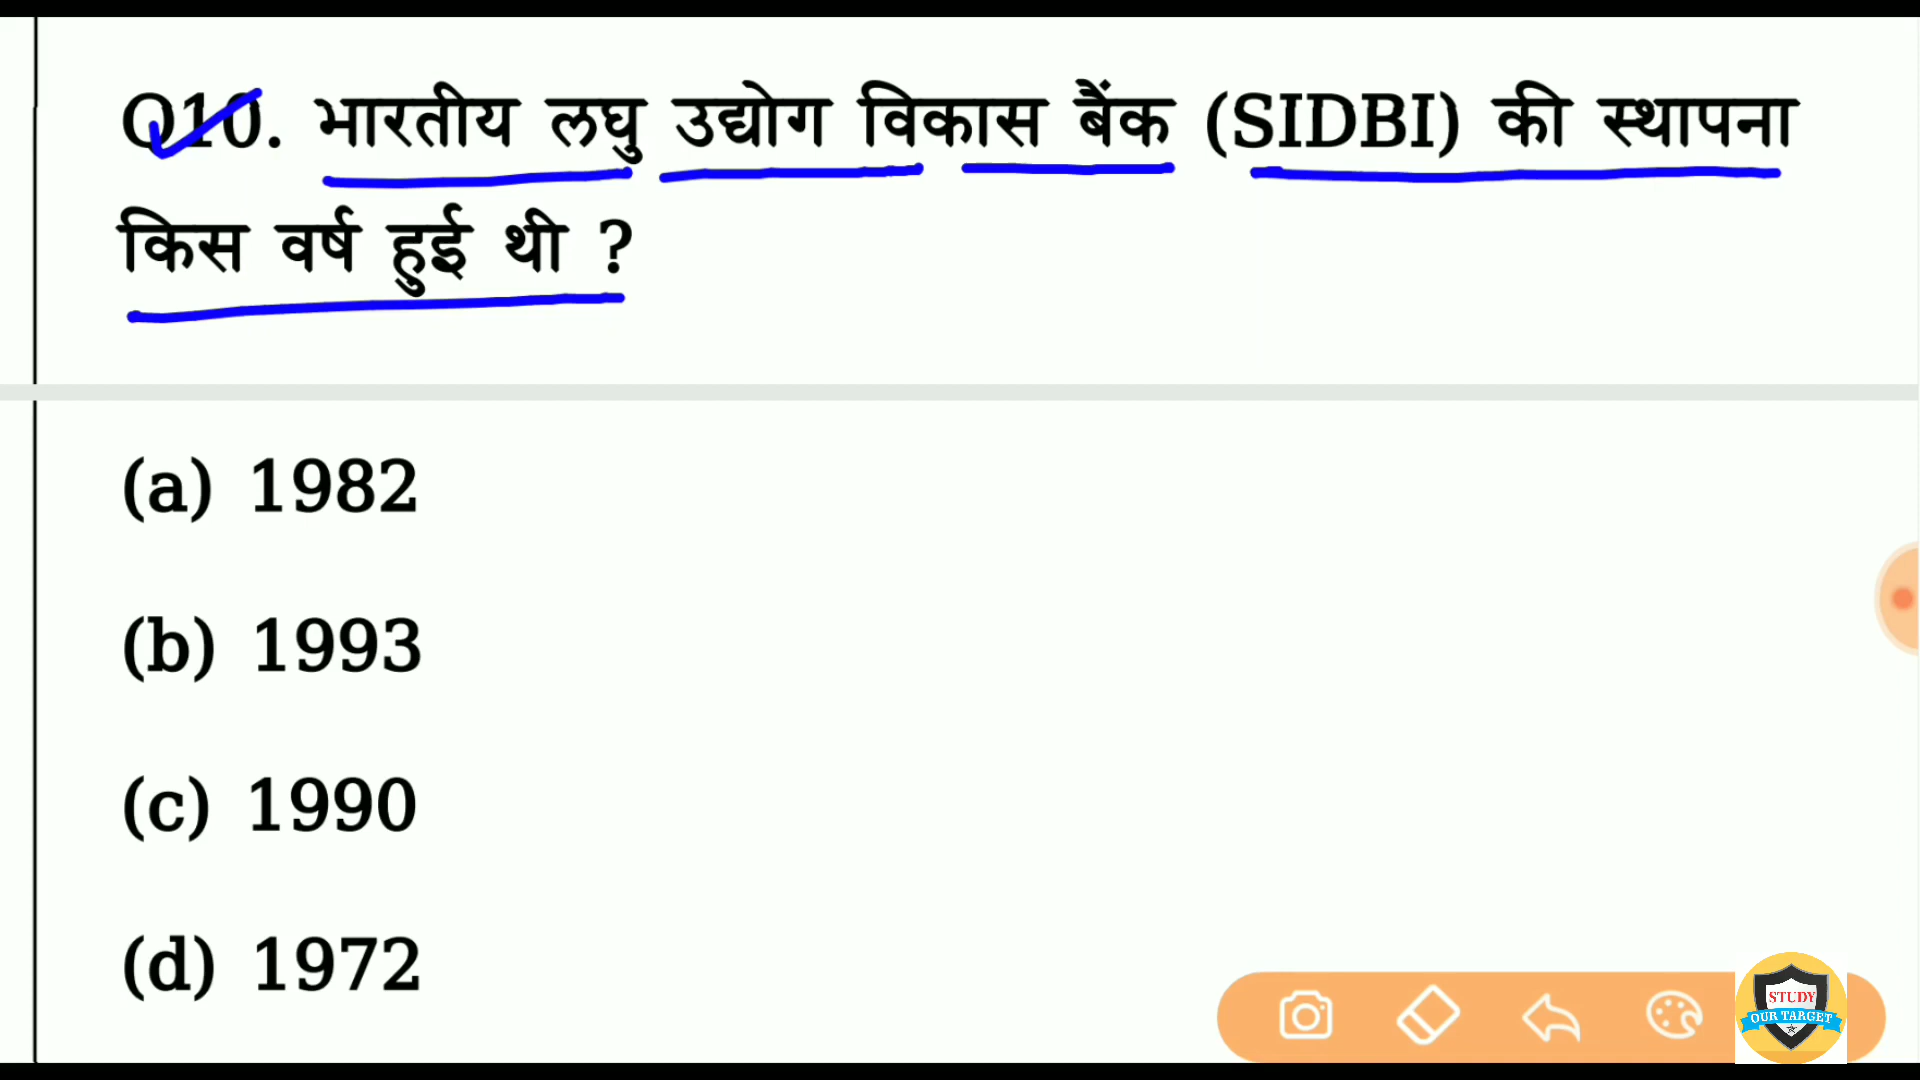 Q10. भारतीय लघु उद्योग विकास बैंक (SIDBI) की स्थापना
किस वर्ष हुई थी ?
(a) 1982
(b) 1993
(c) 1990
(d) 1972
STUDY
OUR TARGET